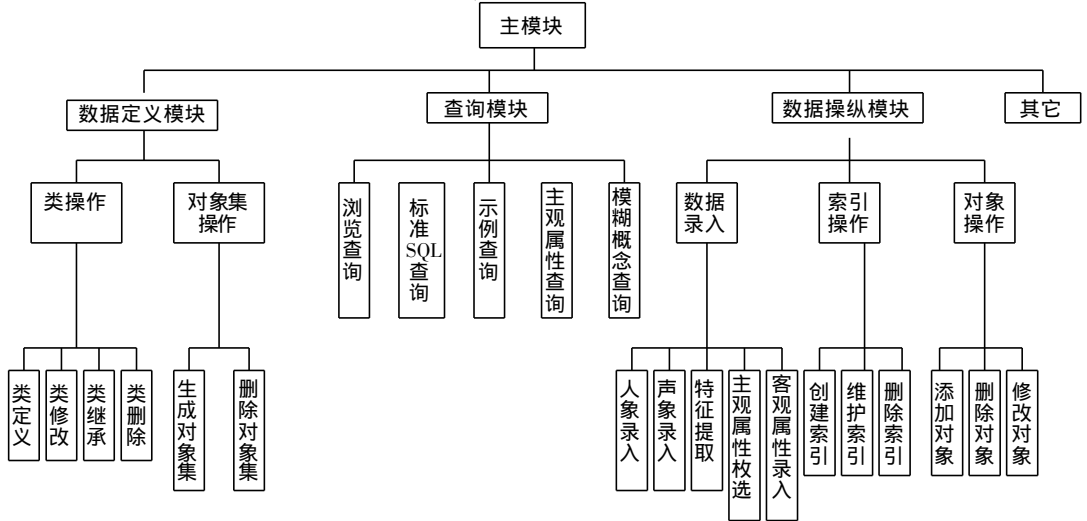 主模块
数据定义模块
查询模块
数据操纵模块
其它
类操作
对象集
操作
浏览查询
标准
SQL
查询
示例查询
主观属性查询
模糊概念查询
数据
录入
索引
操作
对象
操作
类定义
类修改
类继承
类删除
生成对象集
删除对象集
人象录入
声象录入
特征提取
主观属性枚选
客观属性录入
创建索引
维护索引
删除索引
添加对象
删除对象
修改对象